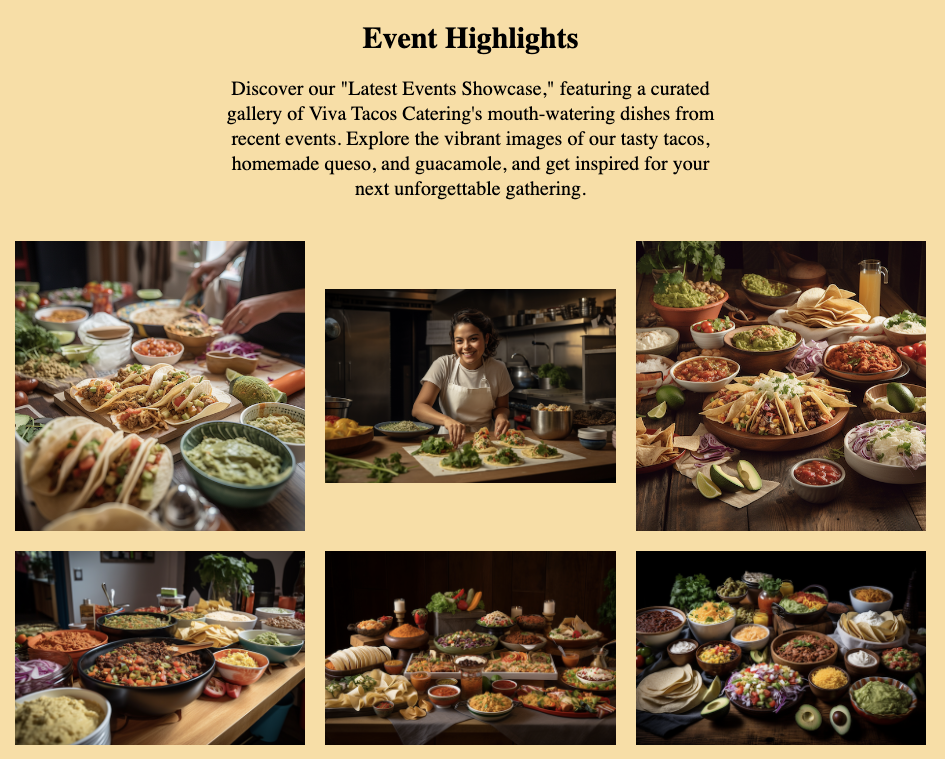 Event Highlights
Discover our "Latest Events Showcase," featuring a curated
gallery of Viva Tacos Catering's mouth-watering dishes from
recent events. Explore the vibrant images of our tasty tacos,
homemade queso, and guacamole, and get inspired for your
next unforgettable gathering.